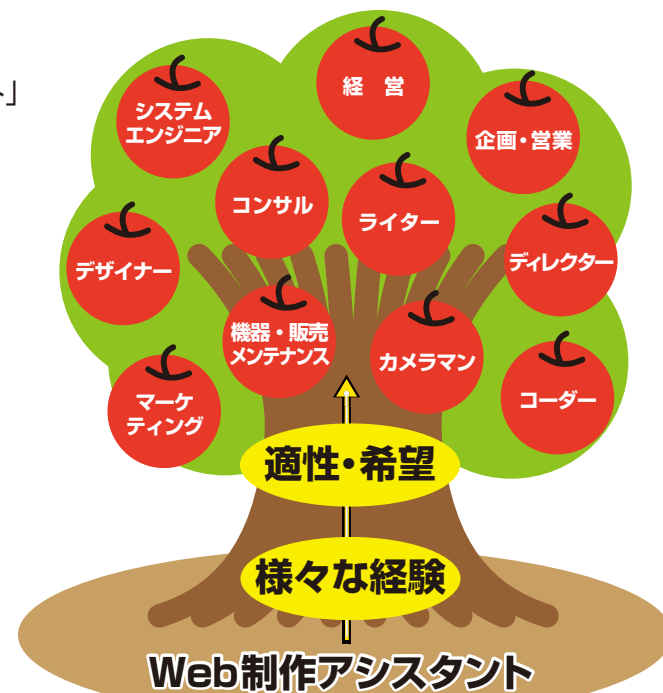 ト」
経 営
システム
エンジニア
企画・営業
コンサル
ライター
デザイナー
ディレクター
機器・販売
メンテナンス
カメラマン
マーケ
ティング
コーダー
適性・希望
様々な経験
Web制作アシスタント